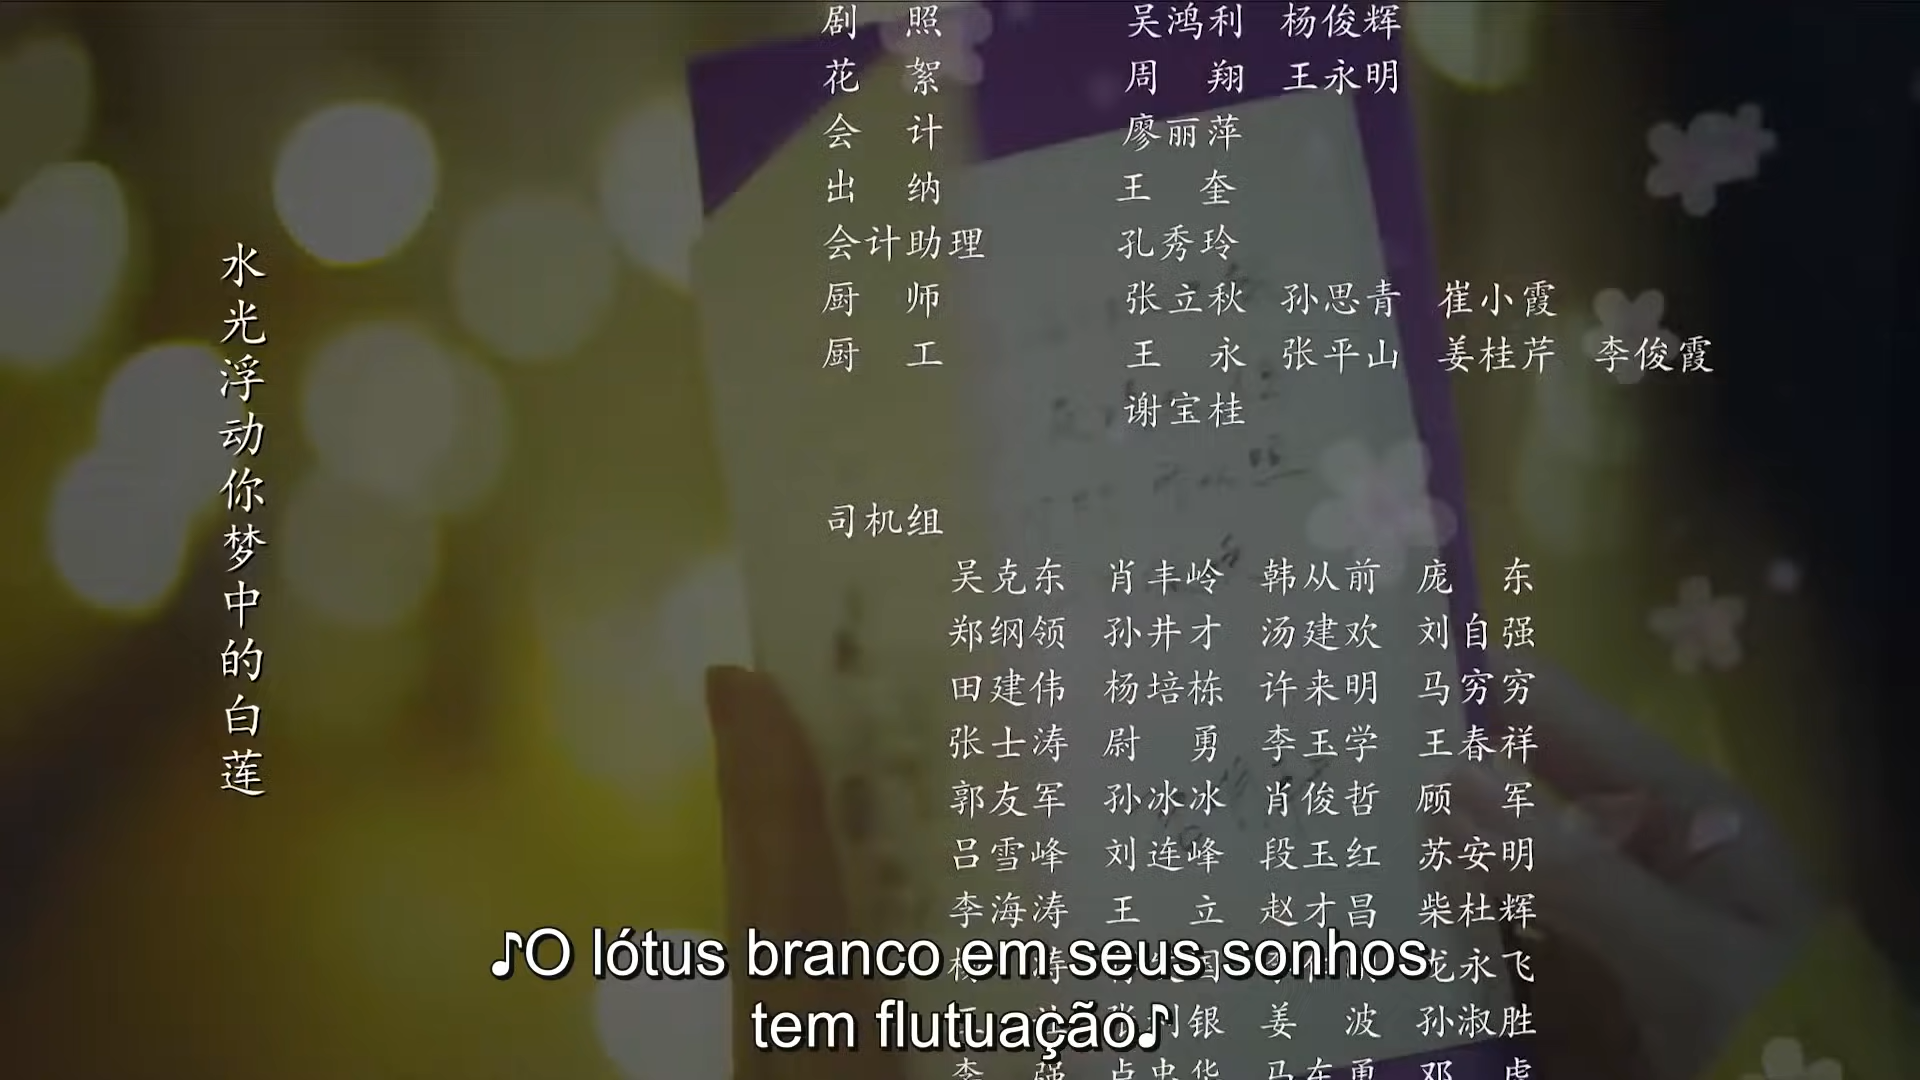 水光浮动你梦中的白莲
剧 照 吴鸿利 杨俊辉
花 絮 周 翔 王永明
会 计 廖丽萍
出 纳 王 奎
会计助理 孔秀玲
厨 师 张立秋 孙思青 崔小霞
厨 工 王 永 张平山 姜桂芹 李俊霞
谢宝桂
司机组
吴克东 肖丰岭 韩从前 庞 东
郑纲领 孙井才 汤建欢 刘自强
田建伟 杨培栋 许来明 马穷穷
张士涛 尉 勇 李玉学 王春祥
郭友军 孙冰冰 肖俊哲 顾 军
吕雪峰 刘连峰 段玉红 苏安明
李海涛 王 立 赵才昌 柴杜辉
龙永飞
姜 波 孙淑胜
♪O lótus branco em seus sonhos
tem flutuação♪